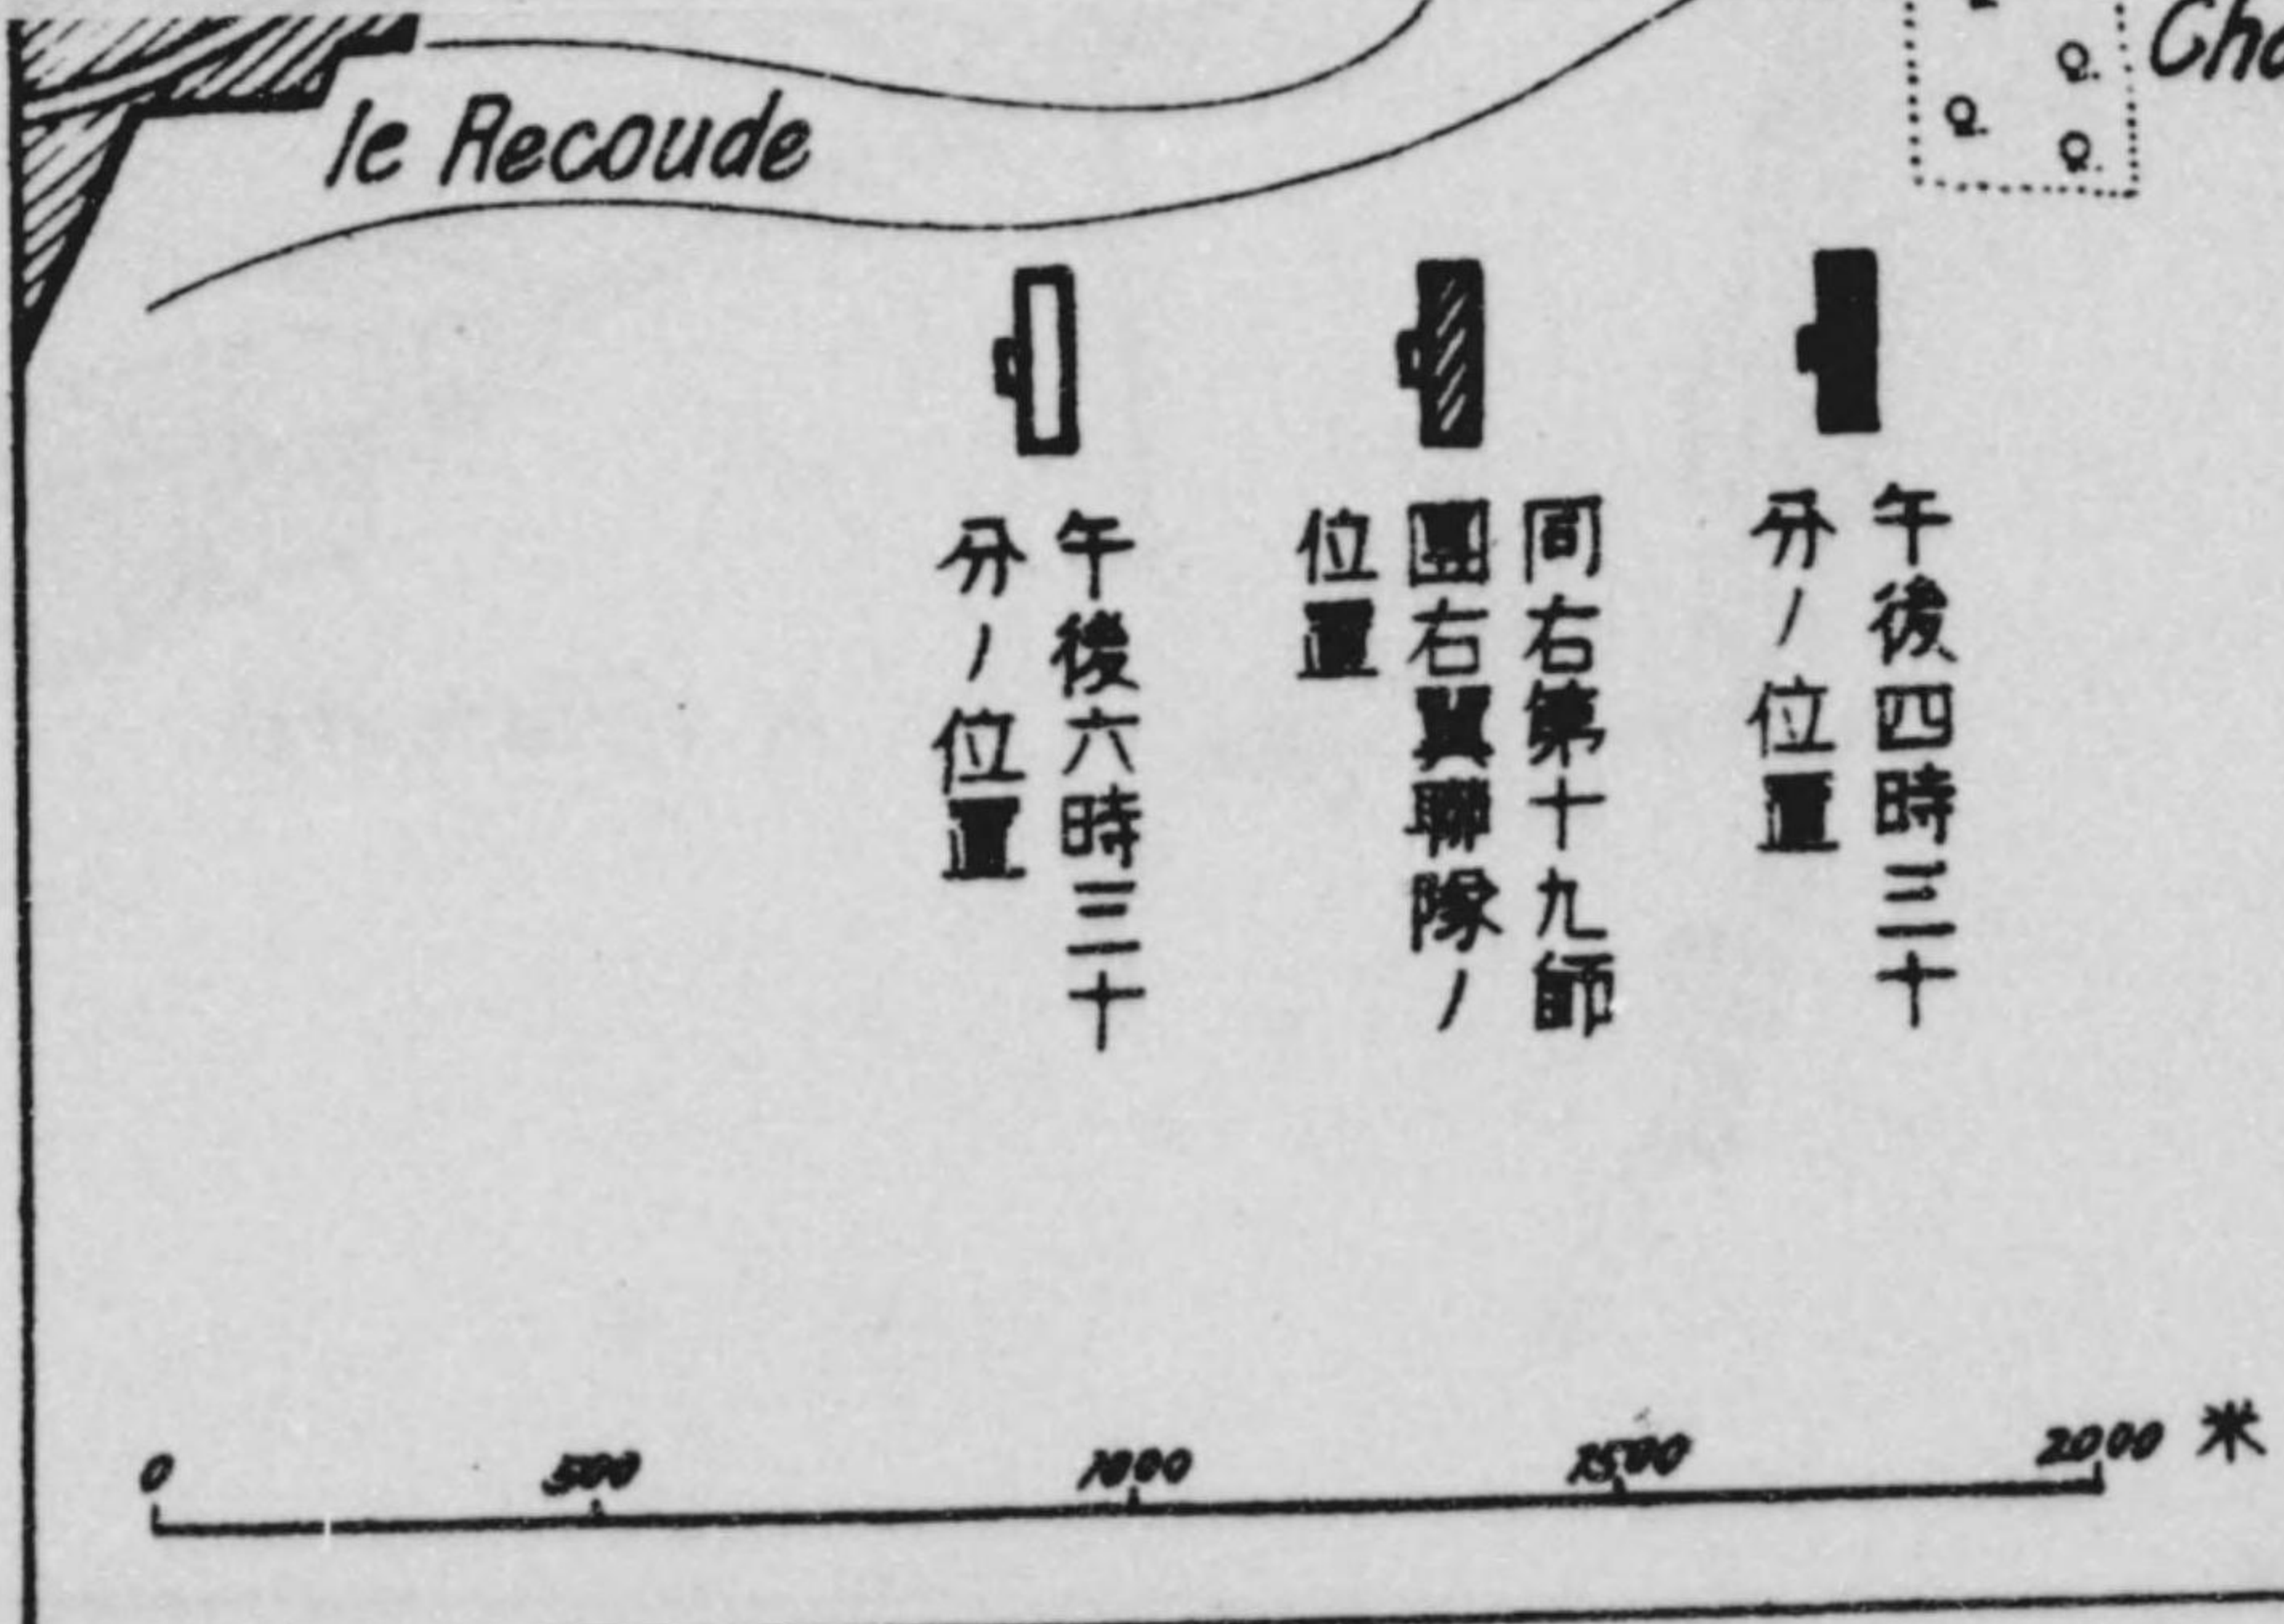 le Recoude
午後四時三十
分ノ位置
同右第十九師
團右翼聯隊ノ
位置
午後六時三十
分ノ位置
0 500 1000 1500 2000 米